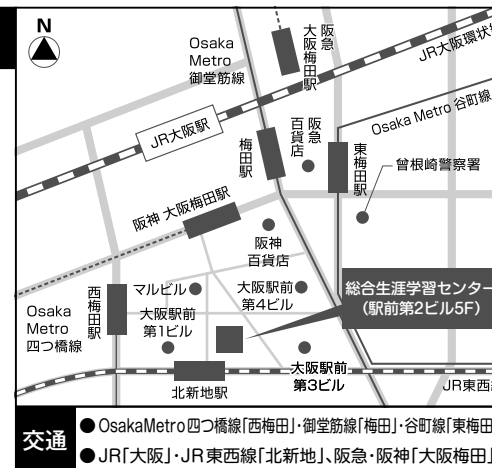 N
Osaka
Metro
御堂筋線
阪急
大阪梅田駅
JR大阪環状
Osaka Metro 谷町線
JR大阪駅
梅田駅
阪急
百貨店
東梅田駅
曾根崎警察署
阪神 大阪梅田駅
阪神
百貨店
西梅田駅
マルビル
大阪駅前
第4ビル
総合生涯学習センター
(駅前第2ビル5F)
Osaka
Metro
四つ橋線
大阪駅前
第1ビル
大阪駅前
第3ビル
北新地駅
JR東西
交通
●OsakaMetro四つ橋線「西梅田」・御堂筋線「梅田」・谷町線「東梅田
●JR「大阪」・JR東西線「北新地」、阪急・阪神「大阪梅田」